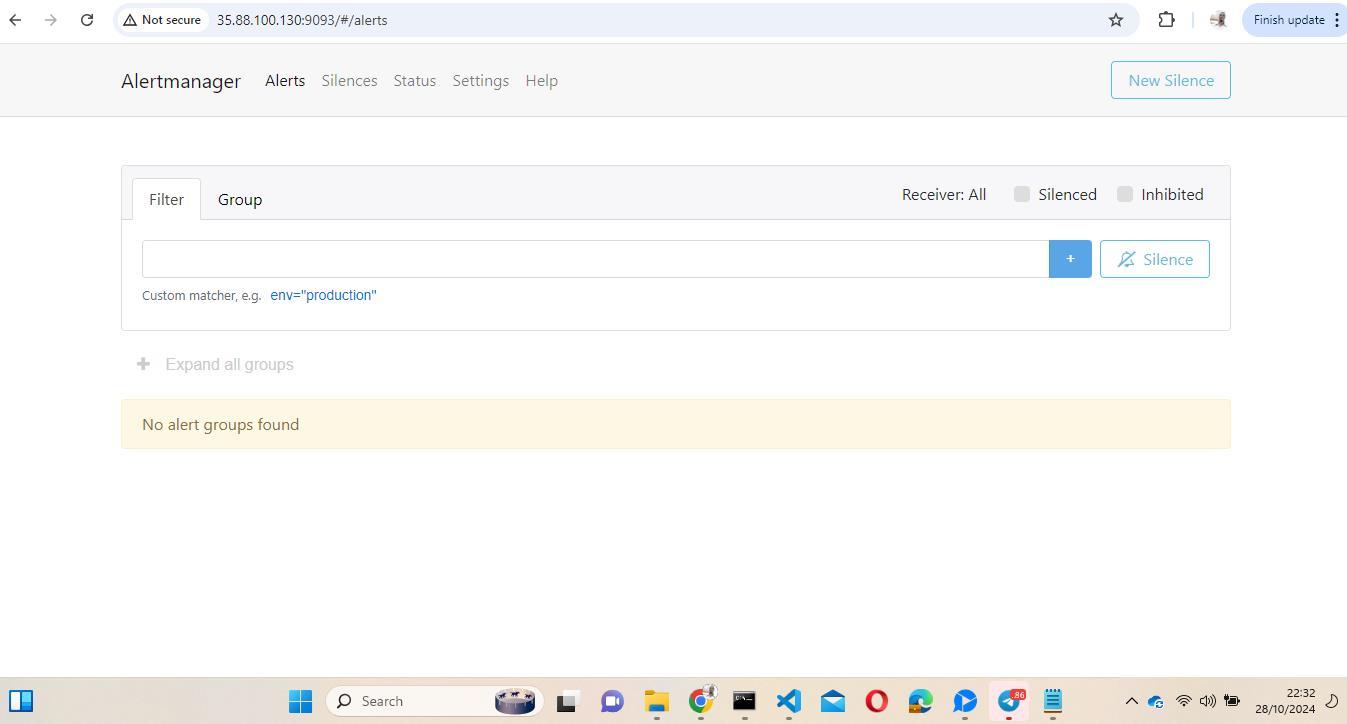 Not secure 35.88.100.130:9093/#/alerts Finish update
Alertmanager Alerts Silences Status Settings Help New Silence
Filter Group Receiver: All Silenced Inhibited
+ Silence
Custom matcher, e.g. env="production"
+ Expand all groups
No alert groups found
Search 86 22:32
28/10/2024